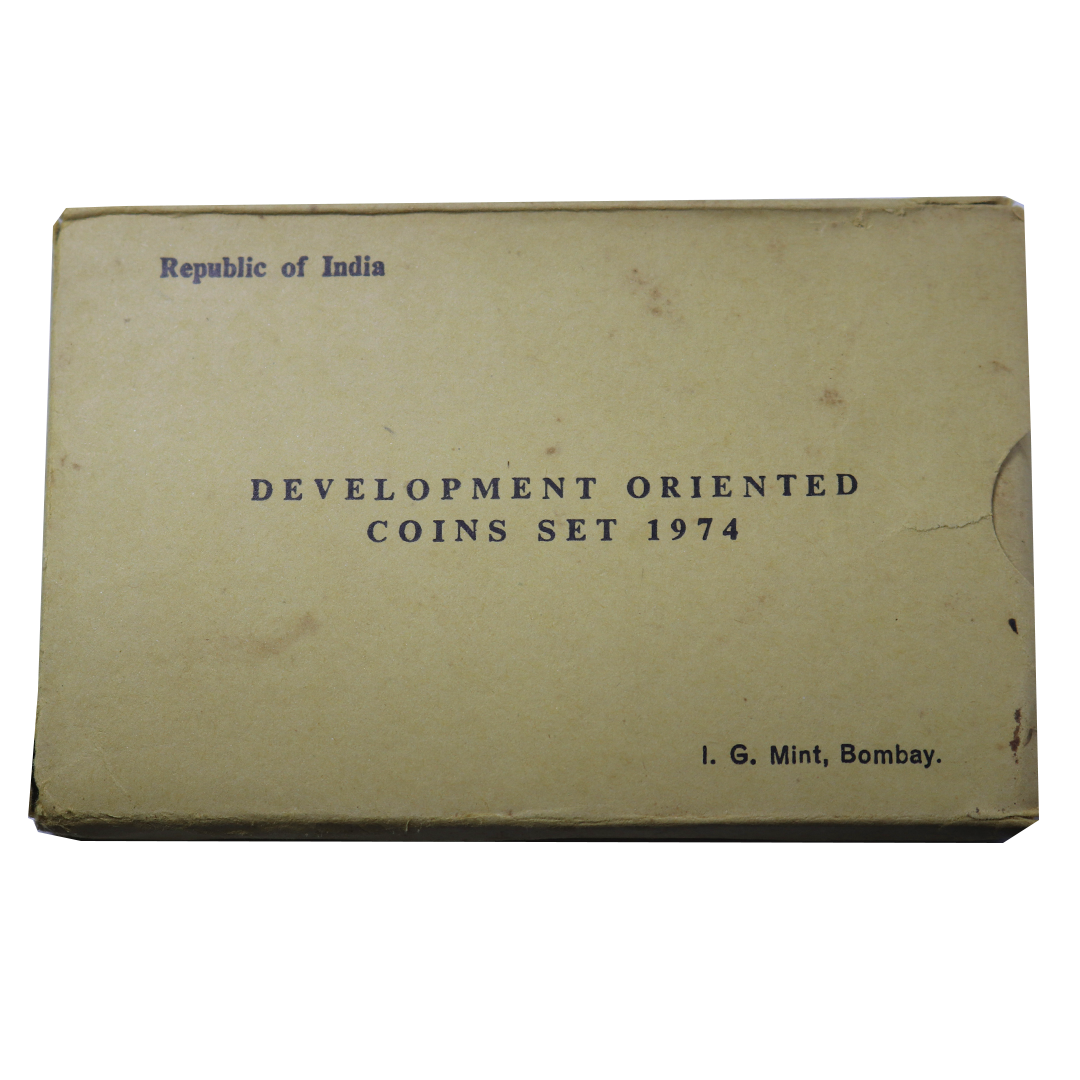 Republic of India
DEVELOPMENT ORIENTED
COINS SET 1974
I. G. Mint, Bombay.